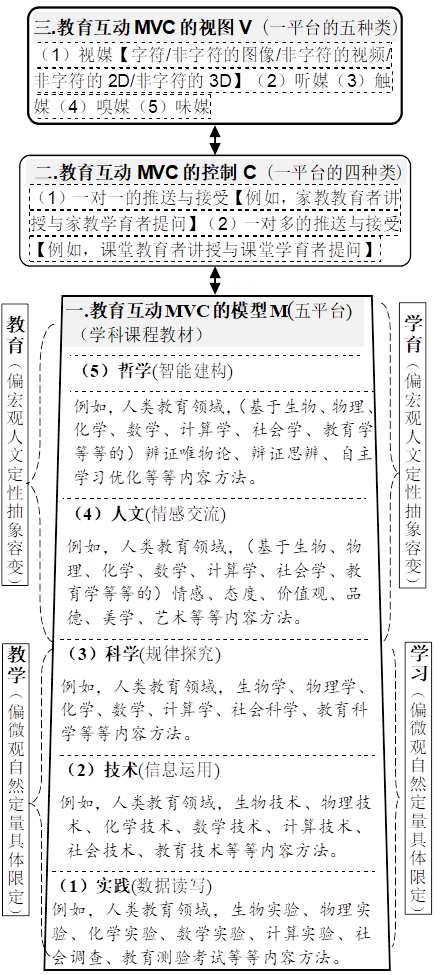 三.教育互动MVC的视图V（一平台的五种类）
（1）视媒【字符/非字符的图像/非字符的视频/
非字符的2D/非字符的3D】（2）听媒（3）触
媒（4）嗅媒（5）味媒
二.教育互动MVC的控制C（一平台的四种类）
（1）一对一的推送与接受【例如，家教教育者讲
授与家教学育者提问】（2）一对多的推送与接受
【例如，课堂教育者讲授与课堂学育者提问】
一.教育互动MVC的模型M(五平台)
（学科课程教材）
（5）哲学(智能建构)
例如，人类教育领域，（基于生物、物理、
化学、数学、计算学、社会学、教育学
等等的）辨证唯物论、辩证思辨、自主
学习优化等等内容方法。
（4）人文(情感交流)
例如，人类教育领域，（基于生物、物
理、化学、数学、计算学、社会学、教
育学等等的）情感、态度、价值观、品
德、美学、艺术等等内容方法。
（3）科学(规律探究)
例如，人类教育领域，生物学、物理学、
化学、数学、计算学、社会科学、教育科
学等等内容方法。
（2）技术(信息运用)
例如，人类教育领域，生物技术、物理技
术、化学技术、数学技术、计算技术、
社会技术、教育技术等等内容方法。
（1）实践(数据读写)
例如，人类教育领域，生物实验、物理实
验、化学实验、数学实验、计算实验、社
会调查、教育测验考试等等内容方法。
教育（偏宏观人文定性抽象容变）
教学（偏微观自然定量具体限定）
学育（偏宏观人文定性抽象容变）
学习（偏微观自然定量具体限定）